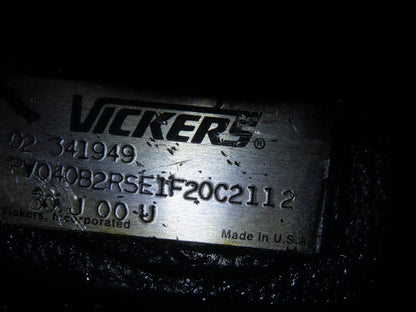 VICKERS®
02 341949
PVQ40B2RSE1F20C2112
J 00 U
Vickers, Incorporated
Made in U.S.A.